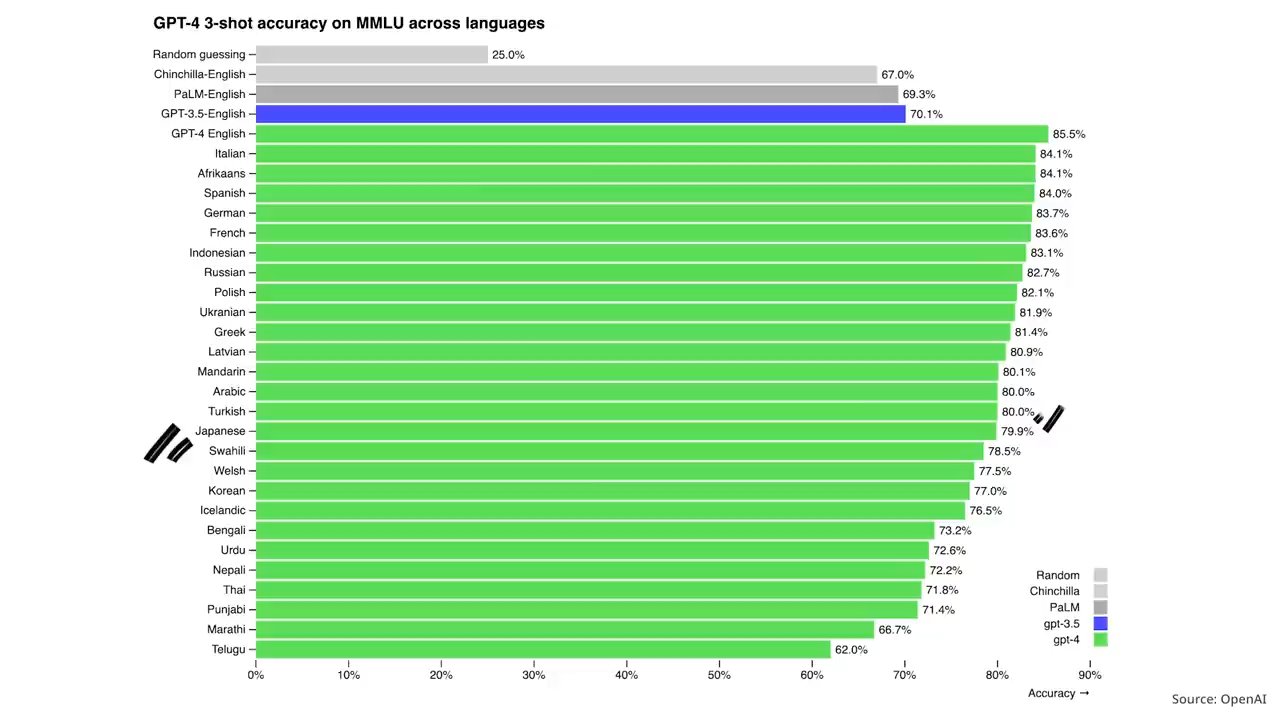 GPT-4 3-shot accuracy on MMLU across languages
Random guessing 25.0%
Chinchilla-English 67.0%
PaLM-English 69.3%
GPT-3.5-English 70.1%
GPT-4 English 85.5%
Italian 84.1%
Afrikaans 84.1%
Spanish 84.0%
German 83.7%
French 83.6%
Indonesian 83.1%
Russian 82.7%
Polish 82.1%
Ukranian 81.9%
Greek 81.4%
Latvian 80.9%
Mandarin 80.1%
Arabic 80.0%
Turkish 80.0%
Japanese 79.9%
Swahili 78.5%
Welsh 77.5%
Korean 77.0%
Icelandic 76.5%
Bengali 73.2%
Urdu 72.6%
Nepali 72.2%
Thai 71.8%
Punjabi 71.4%
Marathi 66.7%
Telugu 62.0%
Random
Chinchilla
PaLM
gpt-3.5
gpt-4
0% 10% 20% 30% 40% 50% 60% 70% 80% 90%
Accuracy →
Source: OpenAI